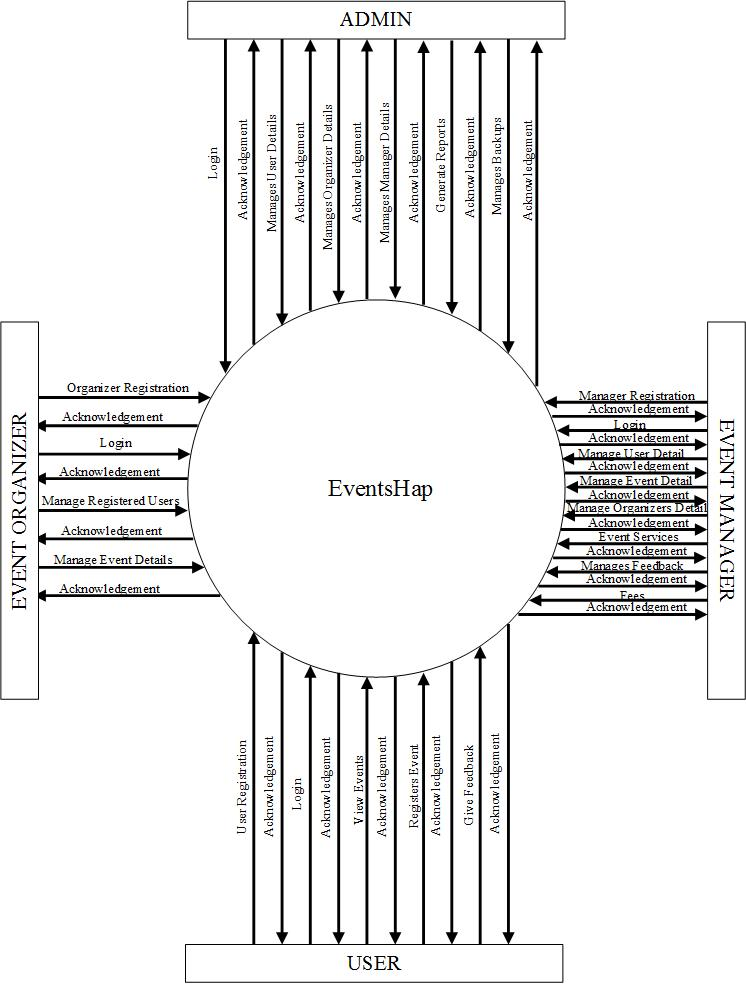 ADMIN
Login
Acknowledgement
Manages User Details
Acknowledgement
Manages Organizer Details
Acknowledgement
Manages Manager Details
Acknowledgement
Generate Reports
Acknowledgement
Manages Backups
Acknowledgement
EVENT ORGANIZER
Organizer Registration
Acknowledgement
Login
Acknowledgement
Manage Registered Users
Acknowledgement
Manage Event Details
Acknowledgement
EventsHap
Manager Registration
Acknowledgement
Login
Acknowledgement
Manage User Detail
Acknowledgement
Manage Event Detail
Acknowledgement
Manage Organizers Detail
Acknowledgement
Event Services
Acknowledgement
Manages Feedback
Acknowledgement
Fees
Acknowledgement
EVENT MANAGER
User Registration
Acknowledgement
Login
Acknowledgement
View Events
Acknowledgement
Registers Event
Acknowledgement
Give Feedback
Acknowledgement
USER